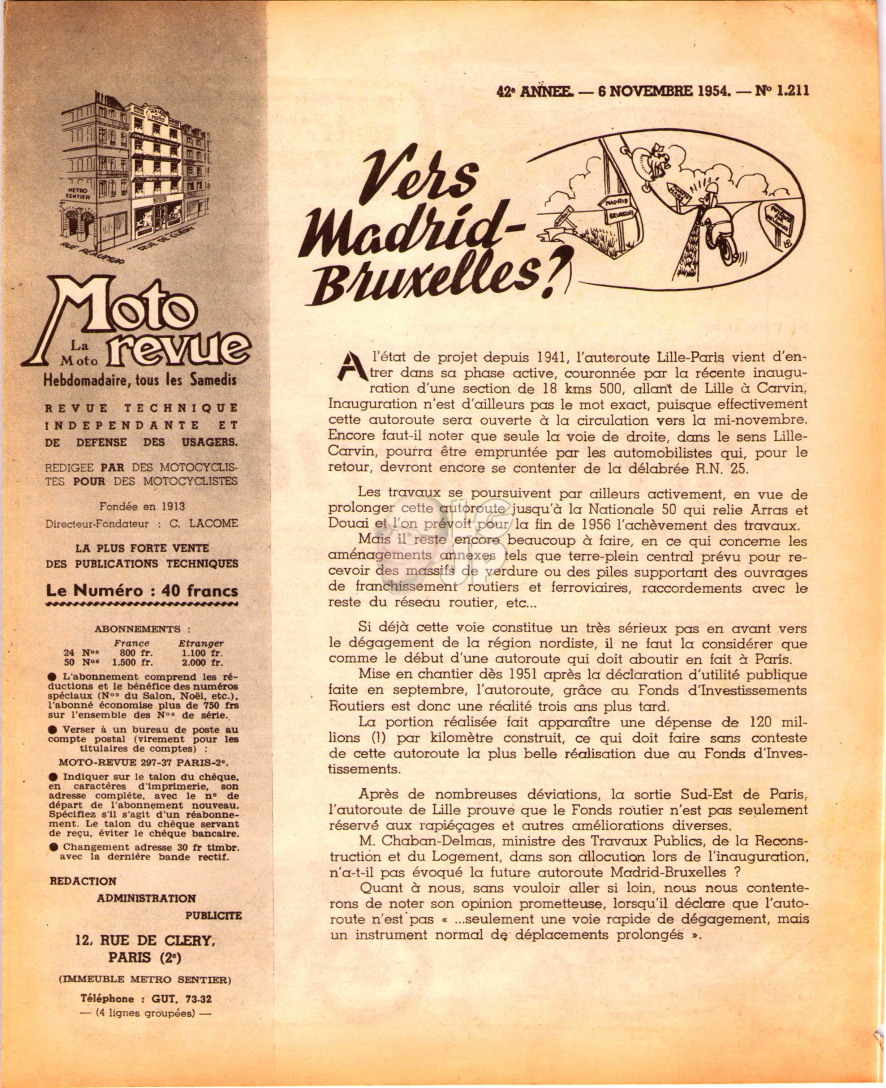 42e ANNEE. — 6 NOVEMBRE 1954. — No 1.211
METRO
SENTIER
RUE REAUMUR
RUE DE CLERY
Moto
La
Moto revue
Hebdomadaire, tous les Samedis
REVUE TECHNIQUE
INDEPENDANTE ET
DE DEFENSE DES USAGERS.
REDIGEE PAR DES MOTOCYCLIS-
TES POUR DES MOTOCYCLISTES
Fondée en 1913
Directeur-Fondateur : C. LACOME
LA PLUS FORTE VENTE
DES PUBLICATIONS TECHNIQUES
Le Numéro : 40 francs
ABONNEMENTS :
France Etranger
24 Nos 800 fr. 1.100 fr.
50 Nos 1.500 fr. 2.000 fr.
● L'abonnement comprend les ré-
ductions et le bénéfice des numéros
spéciaux (Nos du Salon, Noël, etc.),
l'abonné économise plus de 750 frs
sur l'ensemble des Nos de série.
● Verser à un bureau de poste au
compte postal (virement pour les
titulaires de comptes) :
MOTO-REVUE 297-37 PARIS-2e.
● Indiquer sur le talon du chèque,
en caractères d'imprimerie, son
adresse complète, avec le no de
départ de l'abonnement nouveau.
Spécifiez s'il s'agit d'un réabonne-
ment. Le talon du chèque servant
de reçu, éviter le chèque bancaire.
● Changement adresse 30 fr timbr.
avec la dernière bande rectif.
REDACTION
ADMINISTRATION
PUBLICITE
12, RUE DE CLERY,
PARIS (2e)
(IMMEUBLE METRO SENTIER)
Téléphone : GUT. 73-32
— (4 lignes groupées) —
Vers
Madrid-
Bruxelles?
MADRID
BRUXELLES
A l'état de projet depuis 1941, l'autoroute Lille-Paris vient d'en-
trer dans sa phase active, couronnée par la récente inaugu-
ration d'une section de 18 kms 500, allant de Lille à Carvin,
Inauguration n'est d'ailleurs pas le mot exact, puisque effectivement
cette autoroute sera ouverte à la circulation vers la mi-novembre.
Encore faut-il noter que seule la voie de droite, dans le sens Lille-
Carvin, pourra être empruntée par les automobilistes qui, pour le
retour, devront encore se contenter de la délabrée R.N. 25.
Les travaux se poursuivent par ailleurs activement, en vue de
prolonger cette autoroute jusqu'à la Nationale 50 qui relie Arras et
Douai et l'on prévoit pour la fin de 1956 l'achèvement des travaux.
Mais il reste encore beaucoup à faire, en ce qui concerne les
aménagements annexes tels que terre-plein central prévu pour re-
cevoir des massifs de verdure ou des piles supportant des ouvrages
de franchissement routiers et ferroviaires, raccordements avec le
reste du réseau routier, etc...
Si déjà cette voie constitue un très sérieux pas en avant vers
le dégagement de la région nordiste, il ne faut la considérer que
comme le début d'une autoroute qui doit aboutir en fait à Paris.
Mise en chantier dès 1951 après la déclaration d'utilité publique
faite en septembre, l'autoroute, grâce au Fonds d'Investissements
Routiers est donc une réalité trois ans plus tard.
La portion réalisée fait apparaître une dépense de 120 mil-
lions (!) par kilomètre construit, ce qui doit faire sans conteste
de cette autoroute la plus belle réalisation due au Fonds d'Inves-
tissements.
Après de nombreuses déviations, la sortie Sud-Est de Paris,
l'autoroute de Lille prouve que le Fonds routier n'est pas seulement
réservé aux rapiéçages et autres améliorations diverses.
M. Chaban-Delmas, ministre des Travaux Publics, de la Recons-
truction et du Logement, dans son allocution lors de l'inauguration,
n'a-t-il pas évoqué la future autoroute Madrid-Bruxelles ?
Quant à nous, sans vouloir aller si loin, nous nous contente-
rons de noter son opinion prometteuse, lorsqu'il déclare que l'auto-
route n'est pas « ...seulement une voie rapide de dégagement, mais
un instrument normal de déplacements prolongés ».